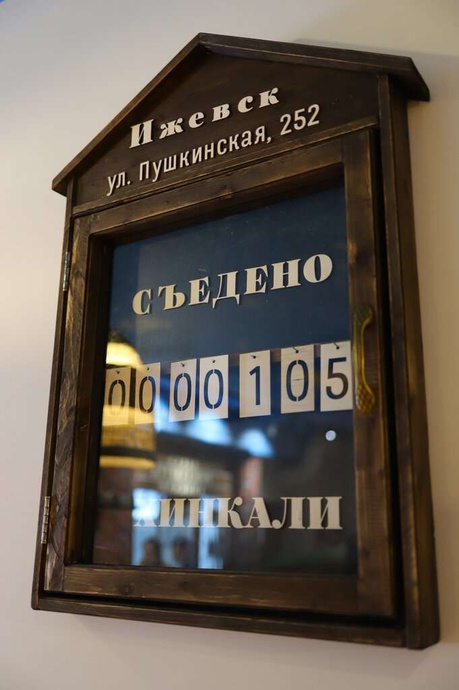 Ижевск
ул. Пушкинская, 252
СЪЕДЕНО
0000105
ХИНКАЛИ